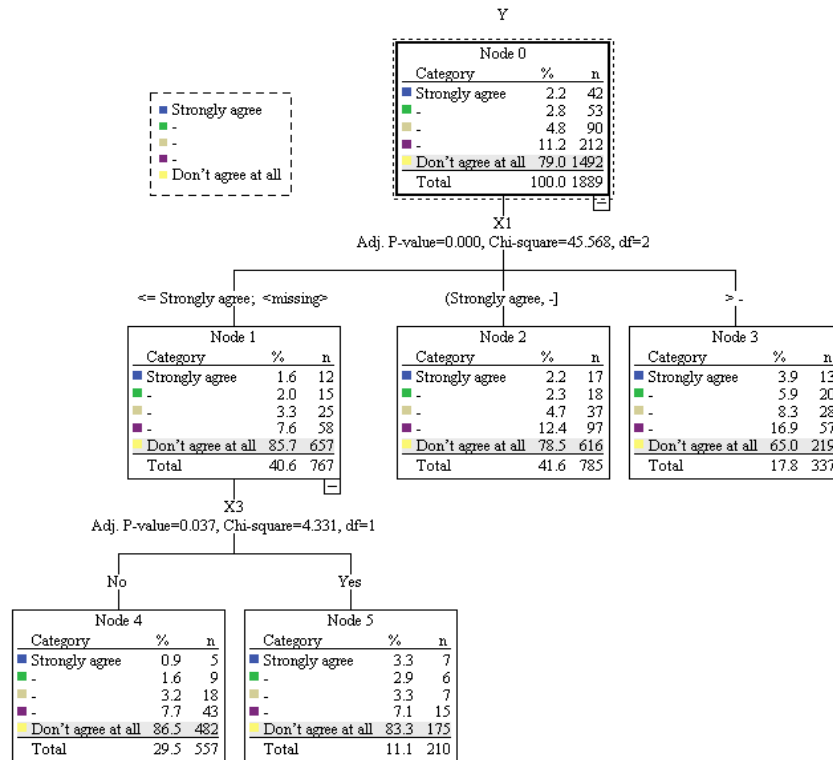 Y
Node 0
Category % n
Strongly agree 2.2 42
- 2.8 53
- 4.8 90
- 11.2 212
Don't agree at all 79.0 1492
Total 100.0 1889
Strongly agree
-
-
-
Don't agree at all
X1
Adj. P-value=0.000, Chi-square=45.568, df=2
<= Strongly agree; <missing>
(Strongly agree, -]
> -
Node 1
Category % n
Strongly agree 1.6 12
- 2.0 15
- 3.3 25
- 7.6 58
Don't agree at all 85.7 657
Total 40.6 767
Node 2
Category % n
Strongly agree 2.2 17
- 2.3 18
- 4.7 37
- 12.4 97
Don't agree at all 78.5 616
Total 41.6 785
Node 3
Category % n
Strongly agree 3.9 13
- 5.9 20
- 8.3 28
- 16.9 57
Don't agree at all 65.0 219
Total 17.8 337
X3
Adj. P-value=0.037, Chi-square=4.331, df=1
No
Yes
Node 4
Category % n
Strongly agree 0.9 5
- 1.6 9
- 3.2 18
- 7.7 43
Don't agree at all 86.5 482
Total 29.5 557
Node 5
Category % n
Strongly agree 3.3 7
- 2.9 6
- 3.3 7
- 7.1 15
Don't agree at all 83.3 175
Total 11.1 210